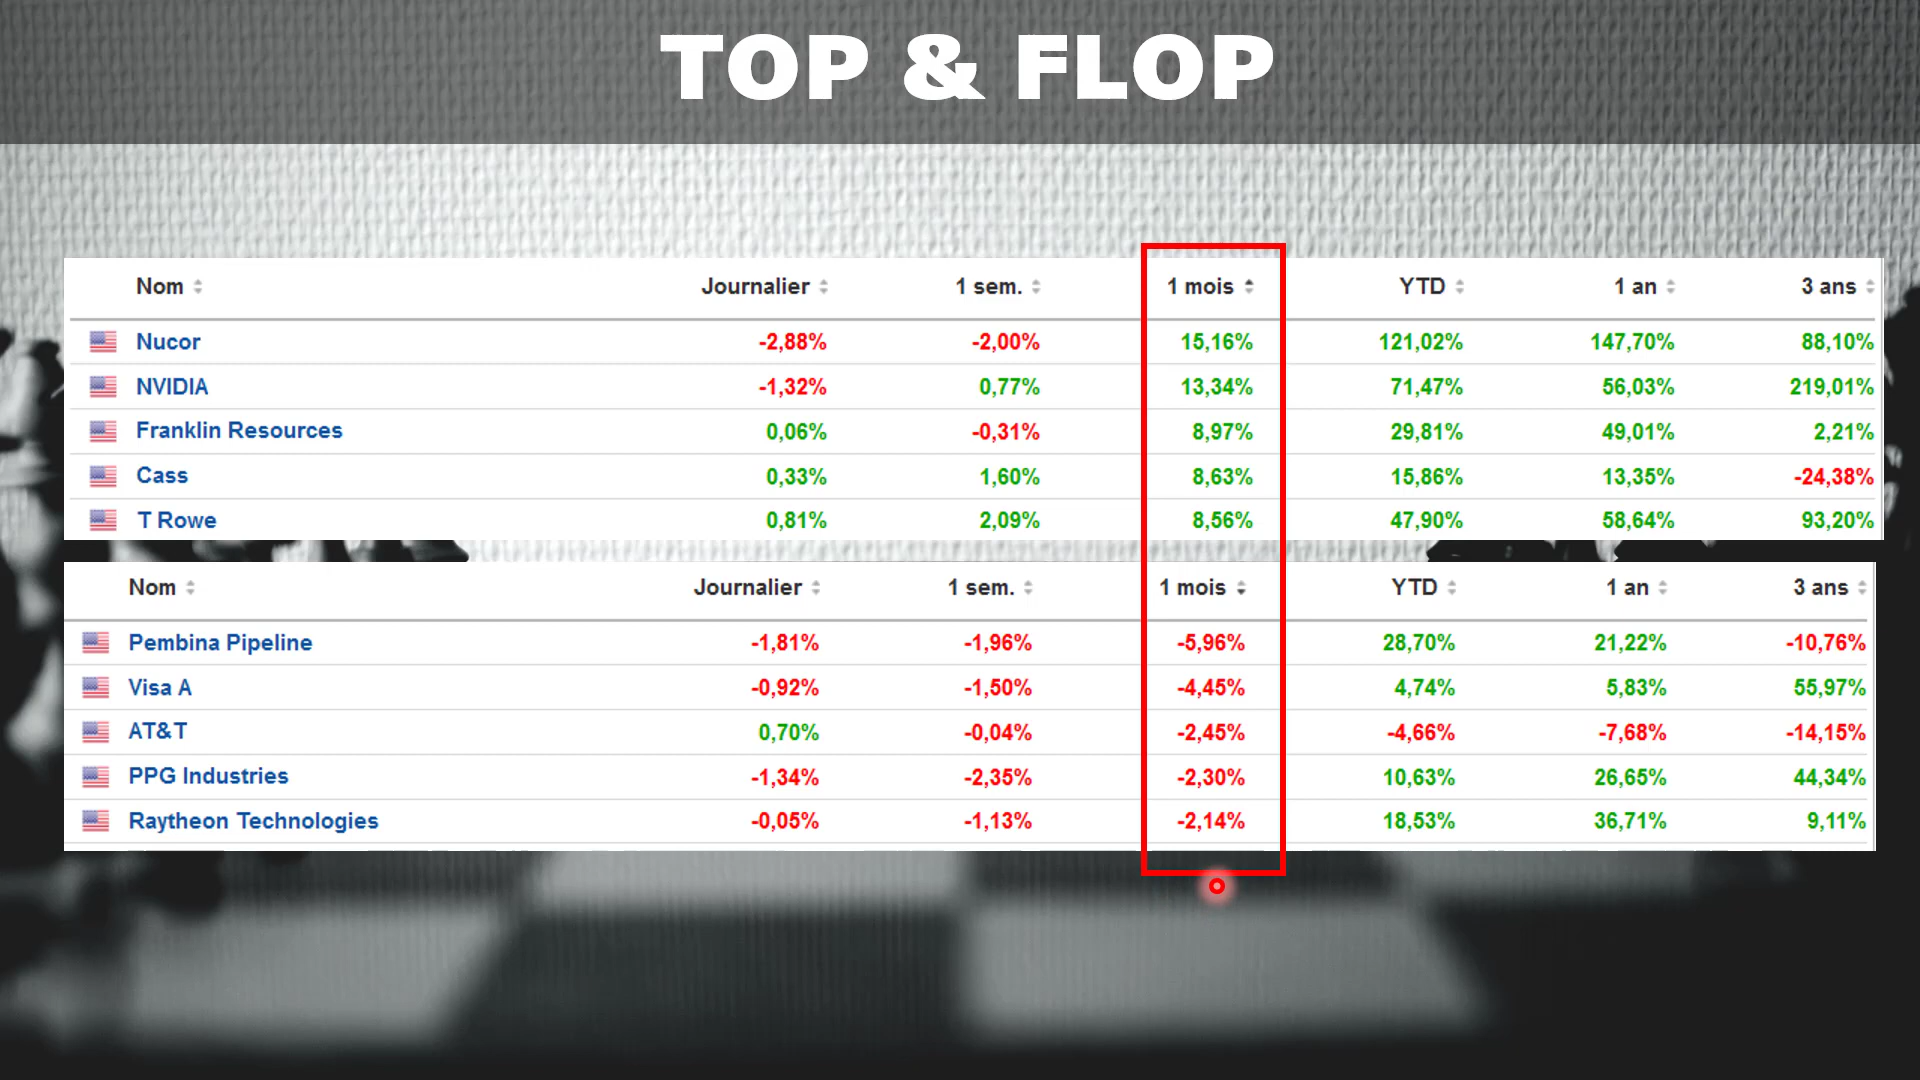 TOP & FLOP
Nom Journalier 1 sem. 1 mois YTD 1 an 3 ans
Nucor -2,88% -2,00% 15,16% 121,02% 147,70% 88,10%
NVIDIA -1,32% 0,77% 13,34% 71,47% 56,03% 219,01%
Franklin Resources 0,06% -0,31% 8,97% 29,81% 49,01% 2,21%
Cass 0,33% 1,60% 8,63% 15,86% 13,35% -24,38%
T Rowe 0,81% 2,09% 8,56% 47,90% 58,64% 93,20%
Nom Journalier 1 sem. 1 mois YTD 1 an 3 ans
Pembina Pipeline -1,81% -1,96% -5,96% 28,70% 21,22% -10,76%
Visa A -0,92% -1,50% -4,45% 4,74% 5,83% 55,97%
AT&T 0,70% -0,04% -2,45% -4,66% -7,68% -14,15%
PPG Industries -1,34% -2,35% -2,30% 10,63% 26,65% 44,34%
Raytheon Technologies -0,05% -1,13% -2,14% 18,53% 36,71% 9,11%